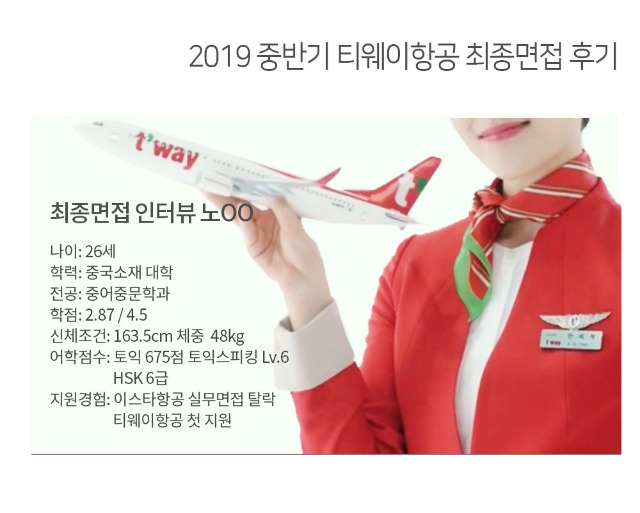 2019 중반기 티웨이항공 최종면접 후기
t'way
t'
최종면접 인터뷰 노OO
나이: 26세
학력: 중국소재 대학
전공: 중어중문학과
학점: 2.87 / 4.5
신체조건: 163.5cm 체중 48kg
어학점수: 토익 675점 토익스피킹 Lv.6
HSK 6급
지원경험: 이스타항공 실무면접 탈락
티웨이항공 첫 지원
t'way